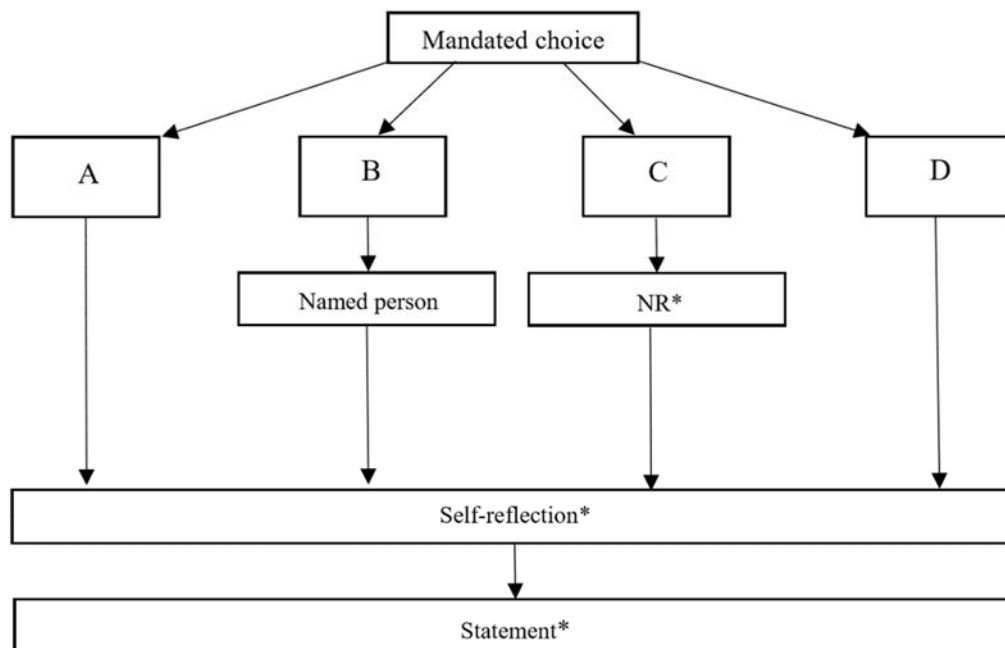 Mandated choice
A
B
C
D
Named person
NR*
Self-reflection*
Statement*